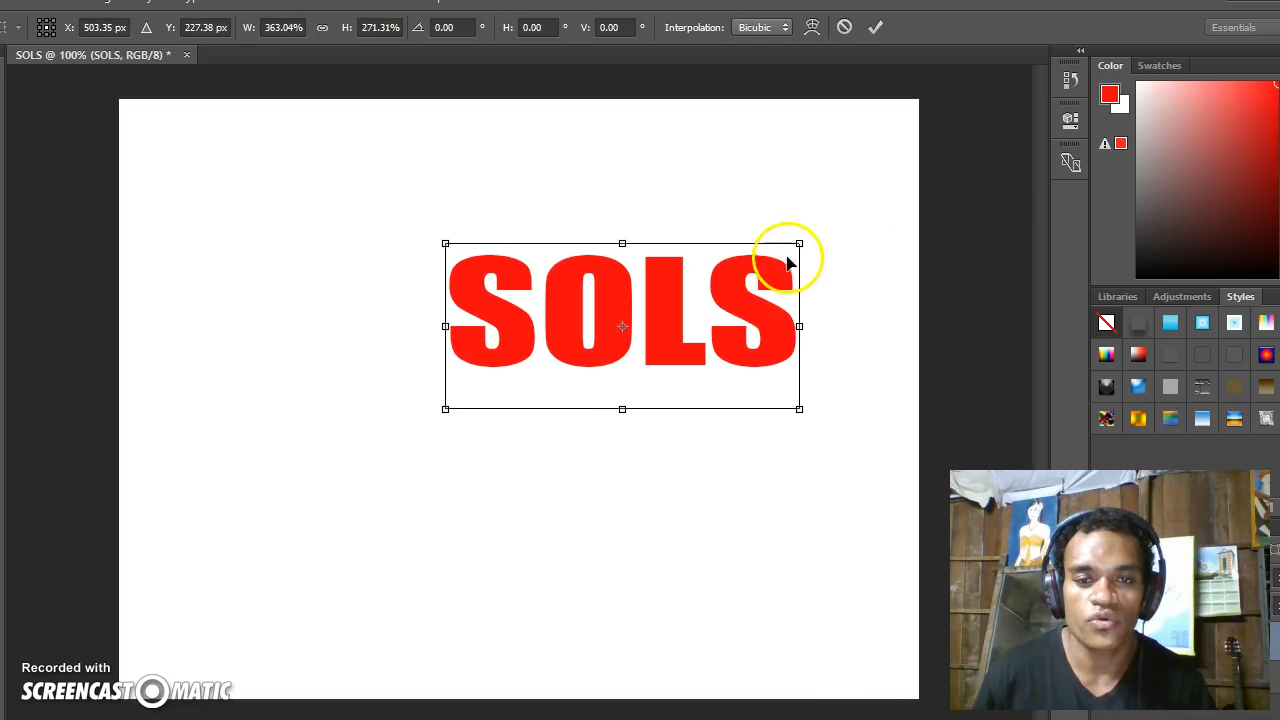 X: 503.35 px Y: 227.38 px W: 363.04% H: 271.31% 0.00 ° H: 0.00 ° V: 0.00 ° Interpolation: Bicubic Essentials
SOLS @ 100% (SOLS, RGB/8) * ×
Color Swatches
SOLS
Libraries Adjustments Styles
Recorded with
SCREENCAST-O-MATIC